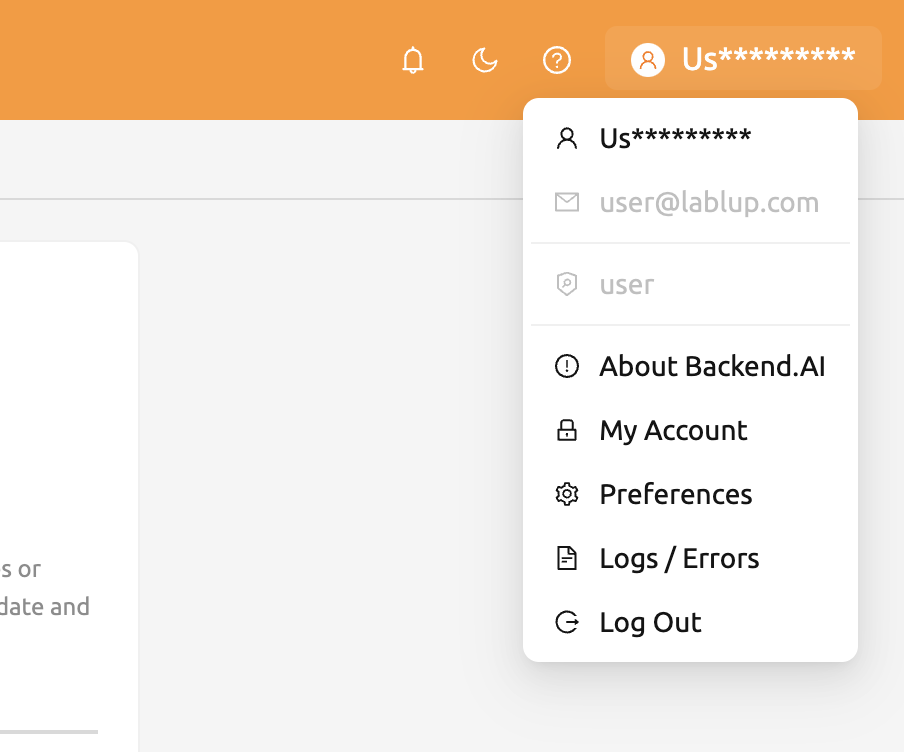 Us*********
Us*********
user@lablup.com
user
About Backend.AI
My Account
Preferences
Logs / Errors
Log Out
s or
date and